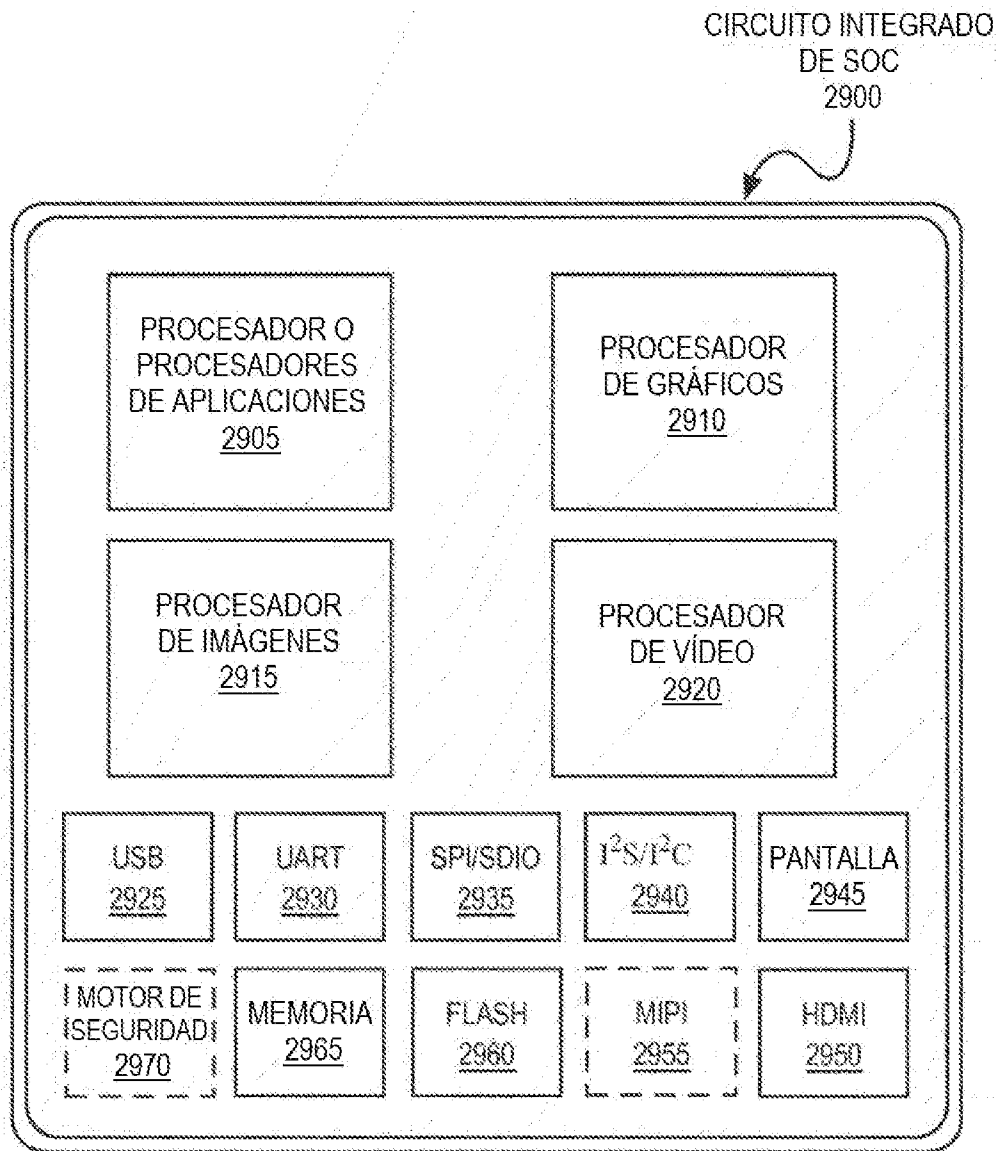 CIRCUITO INTEGRADO
DE SOC
2900
PROCESADOR O
PROCESADORES
DE APLICACIONES
2905
PROCESADOR
DE GRÁFICOS
2910
PROCESADOR
DE IMÁGENES
2915
PROCESADOR
DE VÍDEO
2920
USB
2925
UART
2930
SPI/SDIO
2935
I²S/I²C
2940
PANTALLA
2945
MOTOR DE
SEGURIDAD
2970
MEMORIA
2965
FLASH
2960
MIPI
2955
HDMI
2950